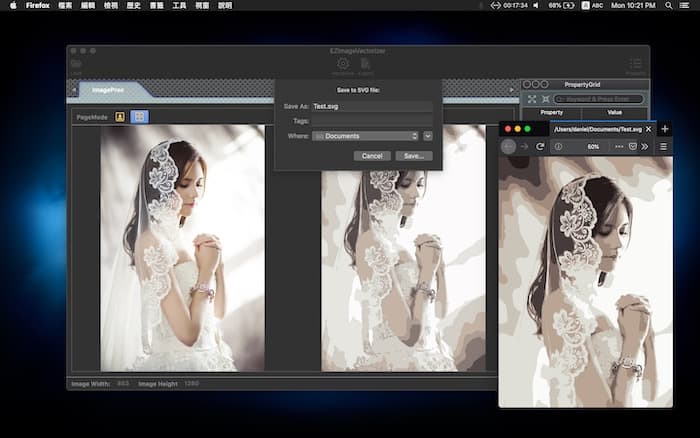 Firefox 檔案 編輯 檢視 歷史 書籤 工具 視窗 說明 00:17:34 68% A ABC Mon 10:21 PM
EZImageVectorizer
Load
Export
ImageProc
PageMode
Save to SVG file:
Save As: Test.svg
Tags:
Where: Documents
Cancel Save...
PropertyGrid
Keyword & Press Enter
Property Value
/Users/daniel/Documents/Test.svg
60%
Image Width: 853 Image Height 1280